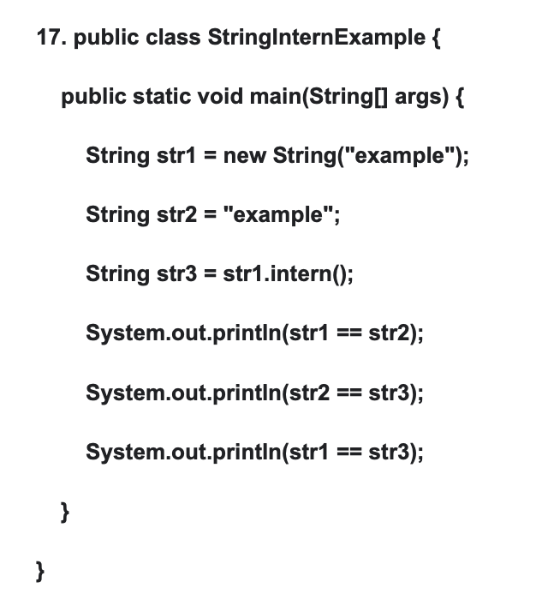 17. public class StringInternExample {
public static void main(String[] args) {
String str1 = new String("example");
String str2 = "example";
String str3 = str1.intern();
System.out.println(str1 == str2);
System.out.println(str2 == str3);
System.out.println(str1 == str3);
}
}